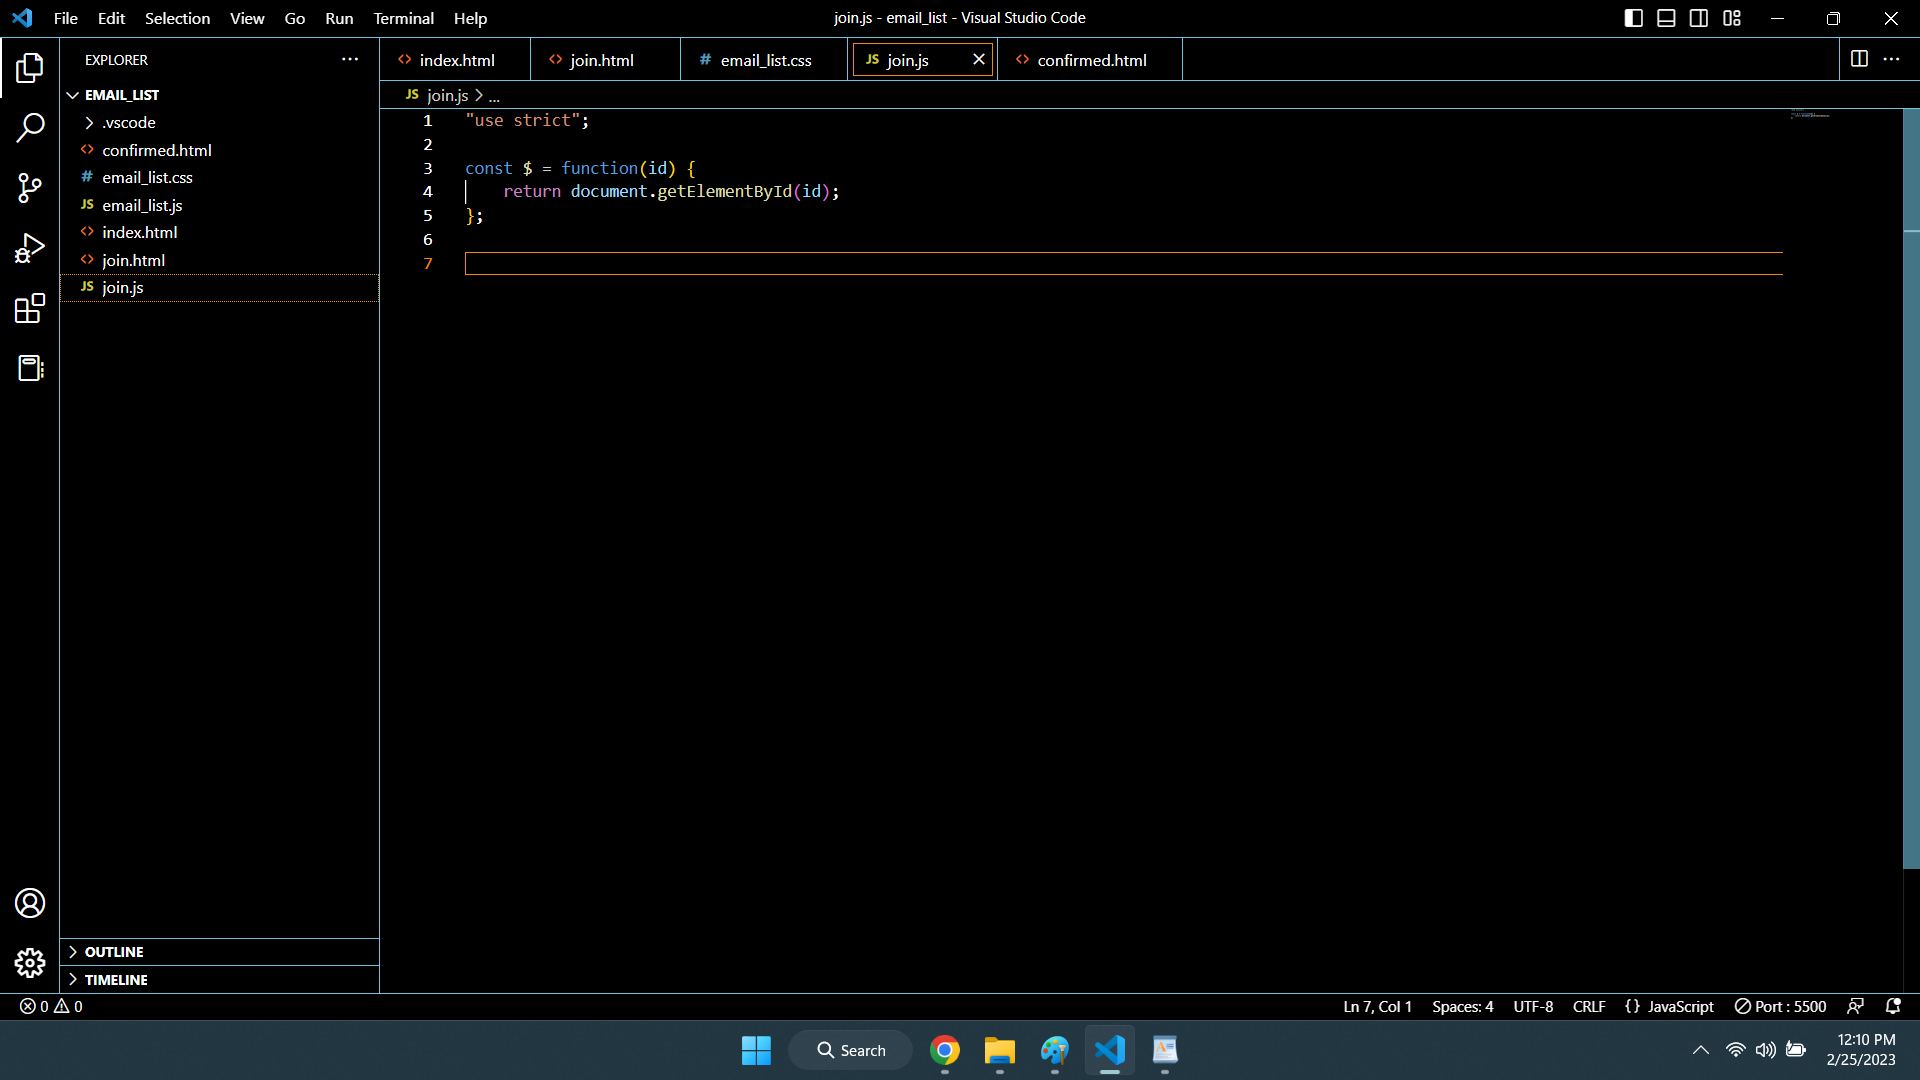 File Edit Selection View Go Run Terminal Help
join.js - email_list - Visual Studio Code
EXPLORER
EMAIL_LIST
.vscode
confirmed.html
email_list.css
email_list.js
index.html
join.html
join.js
OUTLINE
TIMELINE
index.html
join.html
email_list.css
JS join.js
confirmed.html
JS join.js > ...
1 "use strict";
2
3 const $ = function(id) {
4 return document.getElementById(id);
5 };
6
7
0 0
Ln 7, Col 1 Spaces: 4 UTF-8 CRLF {} JavaScript Port : 5500
Search
12:10 PM
2/25/2023